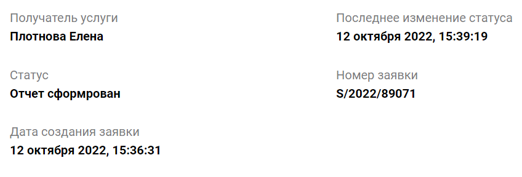 Получатель услуги
Плотнова Елена
Последнее изменение статуса
12 октября 2022, 15:39:19
Статус
Отчет сформирован
Номер заявки
S/2022/89071
Дата создания заявки
12 октября 2022, 15:36:31